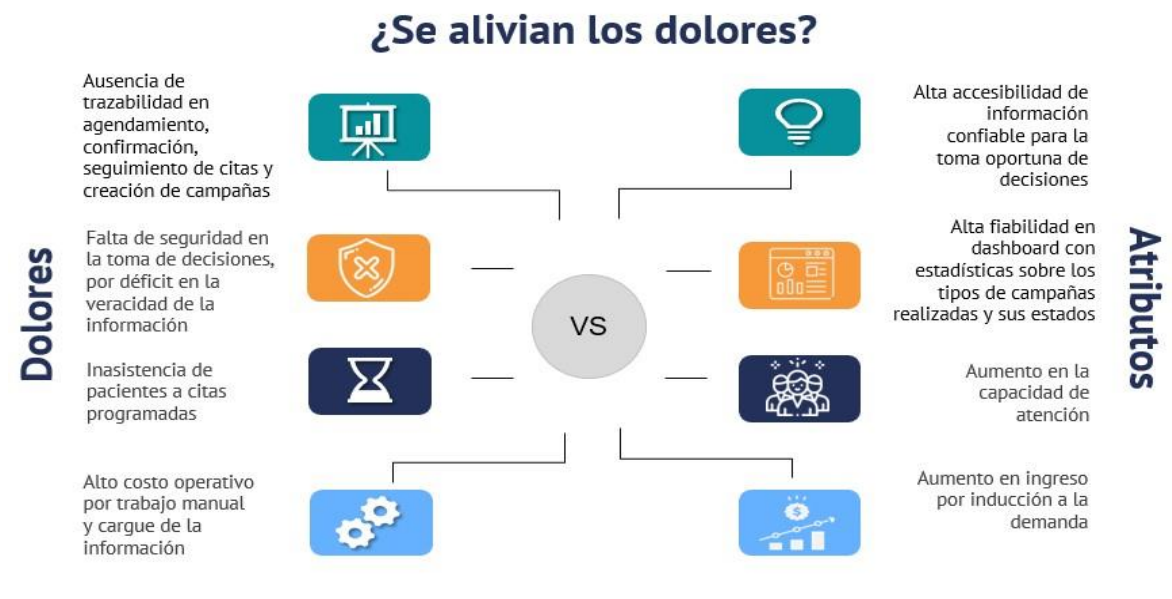 ¿Se alivian los dolores?
Dolores
Ausencia de
trazabilidad en
agendamiento,
confirmación,
seguimiento de citas y
creación de campañas
Falta de seguridad en
la toma de decisiones,
por déficit en la
veracidad de la
información
Inasistencia de
pacientes a citas
programadas
Alto costo operativo
por trabajo manual
y cargue de la
información
VS
Alta accesibilidad de
información
confiable para la
toma oportuna de
decisiones
Alta fiabilidad en
dashboard con
estadísticas sobre los
tipos de campañas
realizadas y sus estados
Aumento en la
capacidad de
atención
Aumento en ingreso
por inducción a la
demanda
Atributos